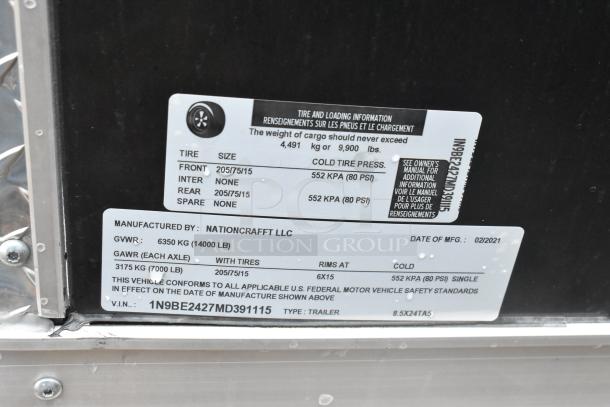 TIRE AND LOADING INFORMATION
RENSEIGNEMENTS SUR LES PNEUS ET LE CHARGEMENT
The weight of cargo should never exceed
4,491 kg or 9,900 lbs.
TIRE SIZE COLD TIRE PRESS.
FRONT 205/75/15 552 KPA (80 PSI)
INTER NONE
REAR 205/75/15 552 KPA (80 PSI)
SPARE NONE
SEE OWNER'S
MANUAL FOR
ADDITIONAL
INFORMATION
VOIR LE MANUEL
DE L'USAGER
POUR PLUS DE
RENSEIGNEMENTS
1N9BE2427MD391115
PCI
AUCTION GROUP
MANUFACTURED BY: NATIONCRAFFT LLC DATE OF MFG.: 02/2021
GVWR: 6350 KG (14000 LB)
GAWR (EACH AXLE) WITH TIRES RIMS AT COLD
3175 KG (7000 LB) 205/75/15 6X15 552 KPA (80 PSI) SINGLE
THIS VEHICLE CONFORMS TO ALL APPLICABLE U.S. FEDERAL MOTOR VEHICLE SAFETY STANDARDS
IN EFFECT ON THE DATE OF MANUFACTURE SHOWN ABOVE
V.I.N..: 1N9BE2427MD391115 TYPE: TRAILER 8.5X24TA5